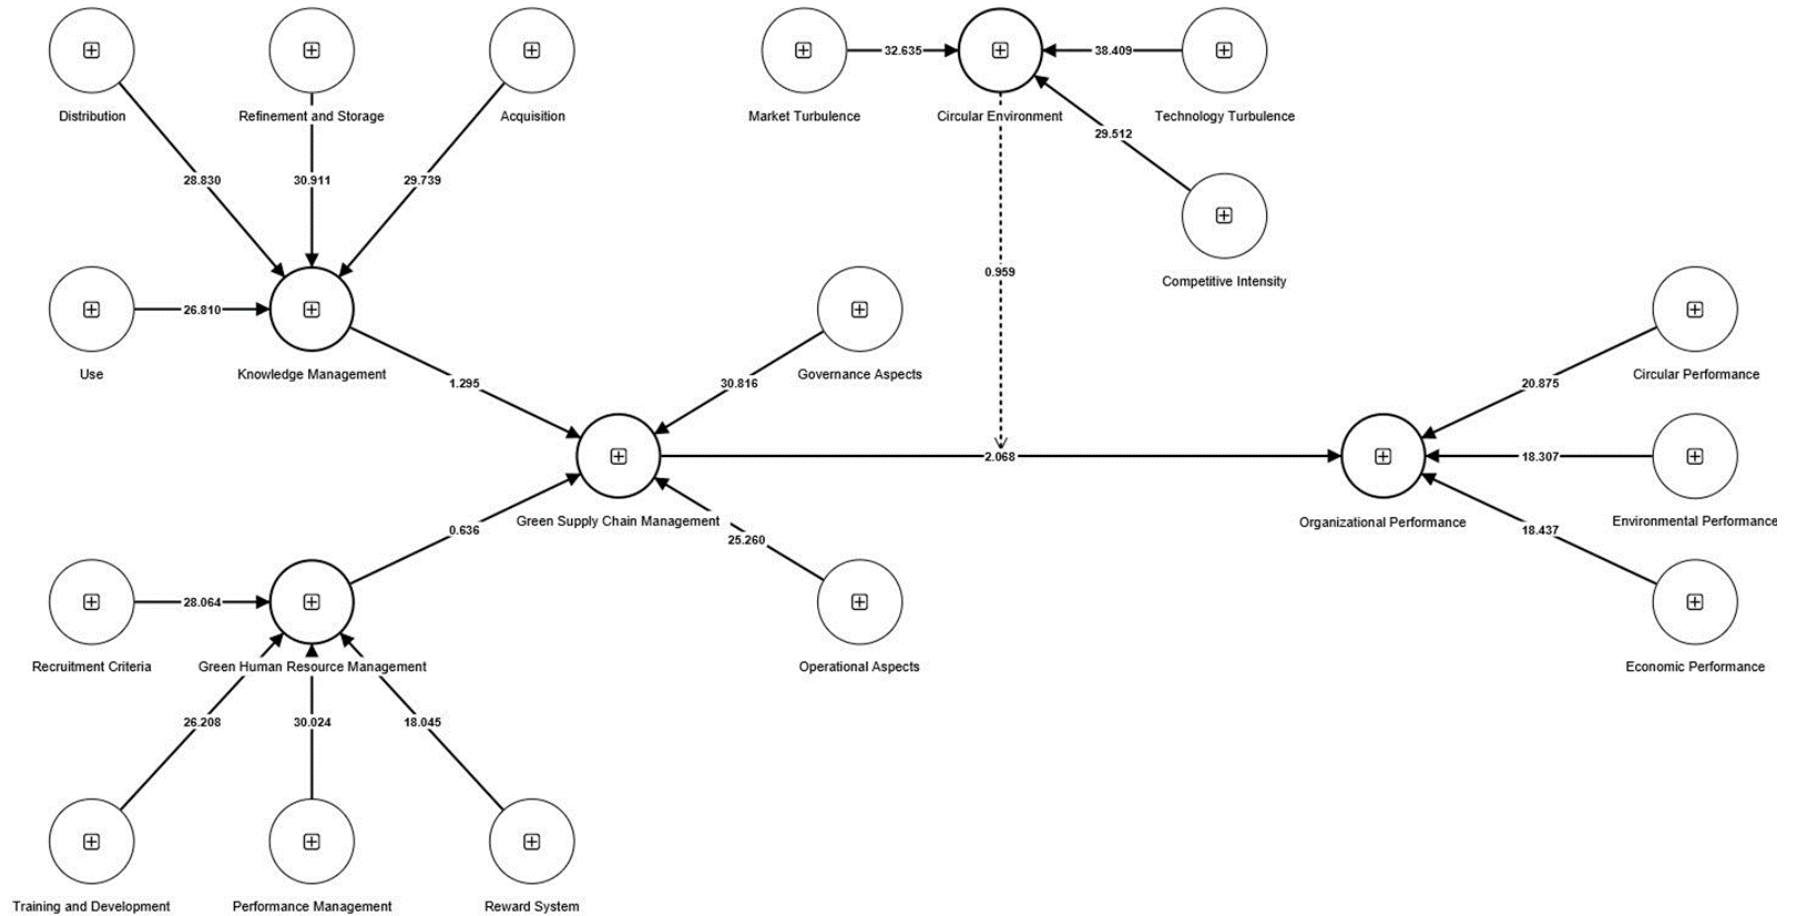 Distribution
Refinement and Storage
Acquisition
Market Turbulence
32.635
Circular Environment
38.409
Technology Turbulence
29.512
28.830
30.911
29.739
Competitive Intensity
0.959
Use
26.810
Knowledge Management
Governance Aspects
Circular Performance
1.295
30.816
20.875
2.068
18.307
Green Supply Chain Management
Organizational Performance
Environmental Performance
0.636
25.260
18.437
28.064
Recruitment Criteria
Green Human Resource Management
Operational Aspects
Economic Performance
26.208
30.024
18.045
Training and Development
Performance Management
Reward System